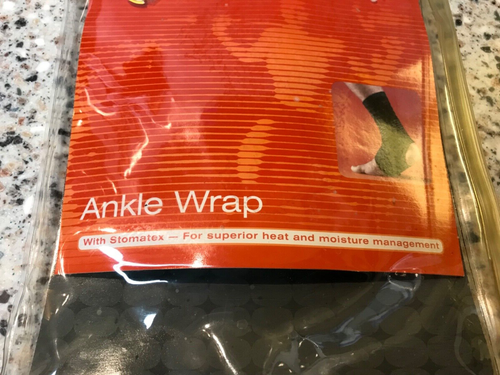 Ankle Wrap
With Stomatex — For superior heat and moisture management